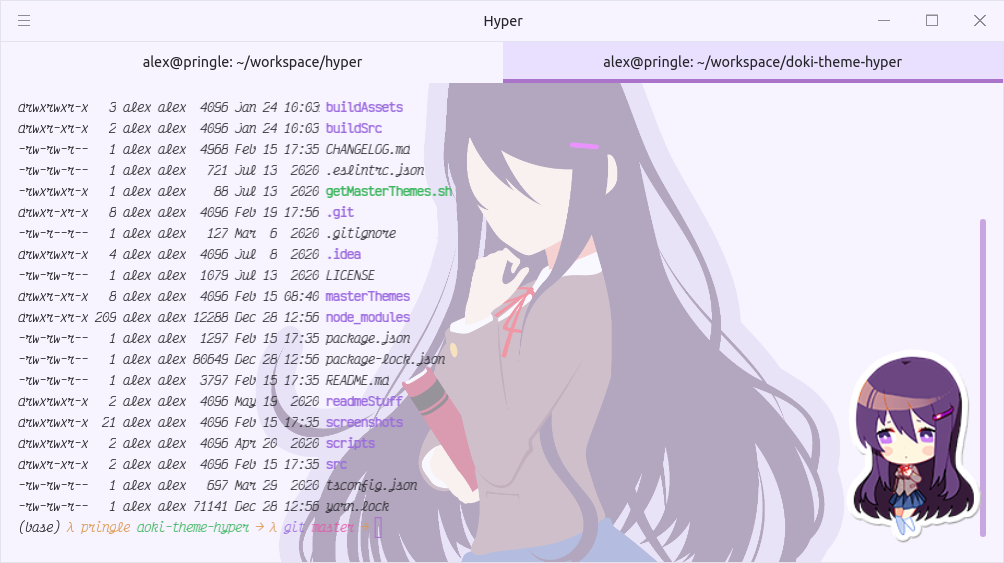 Hyper
alex@pringle: ~/workspace/hyper
alex@pringle: ~/workspace/doki-theme-hyper
drwxrwxr-x 3 alex alex 4096 Jan 24 10:03 buildAssets
drwxr-xr-x 2 alex alex 4096 Jan 24 10:03 buildSrc
-rw-rw-r-- 1 alex alex 4968 Feb 15 17:35 CHANGELOG.md
-rw-rw-r-- 1 alex alex 721 Jul 13 2020 .eslintrc.json
-rwxrwxr-x 1 alex alex 88 Jul 13 2020 getMasterThemes.sh
drwxr-xr-x 8 alex alex 4096 Feb 19 17:56 .git
-rw-r--r-- 1 alex alex 127 Mar 6 2020 .gitignore
drwxr-xr-x 4 alex alex 4096 Jul 8 2020 .idea
-rw-rw-r-- 1 alex alex 1079 Jul 13 2020 LICENSE
drwxr-xr-x 8 alex alex 4096 Feb 15 08:40 masterThemes
drwxr-xr-x 209 alex alex 12288 Dec 28 12:56 node_modules
-rw-rw-r-- 1 alex alex 1297 Feb 15 17:35 package.json
-rw-rw-r-- 1 alex alex 80649 Dec 28 12:56 package-lock.json
-rw-rw-r-- 1 alex alex 3797 Feb 15 17:35 README.md
drwxr-xr-x 2 alex alex 4096 May 19 2020 readmeStuff
drwxr-xr-x 21 alex alex 4096 Feb 15 17:35 screenshots
drwxr-xr-x 2 alex alex 4096 Apr 20 2020 scripts
drwxr-xr-x 2 alex alex 4096 Feb 15 17:35 src
-rw-rw-r-- 1 alex alex 697 Mar 29 2020 tsconfig.json
-rw-rw-r-- 1 alex alex 71141 Dec 28 12:56 yarn.lock
(base) λ pringle doki-theme-hyper → λ git master →